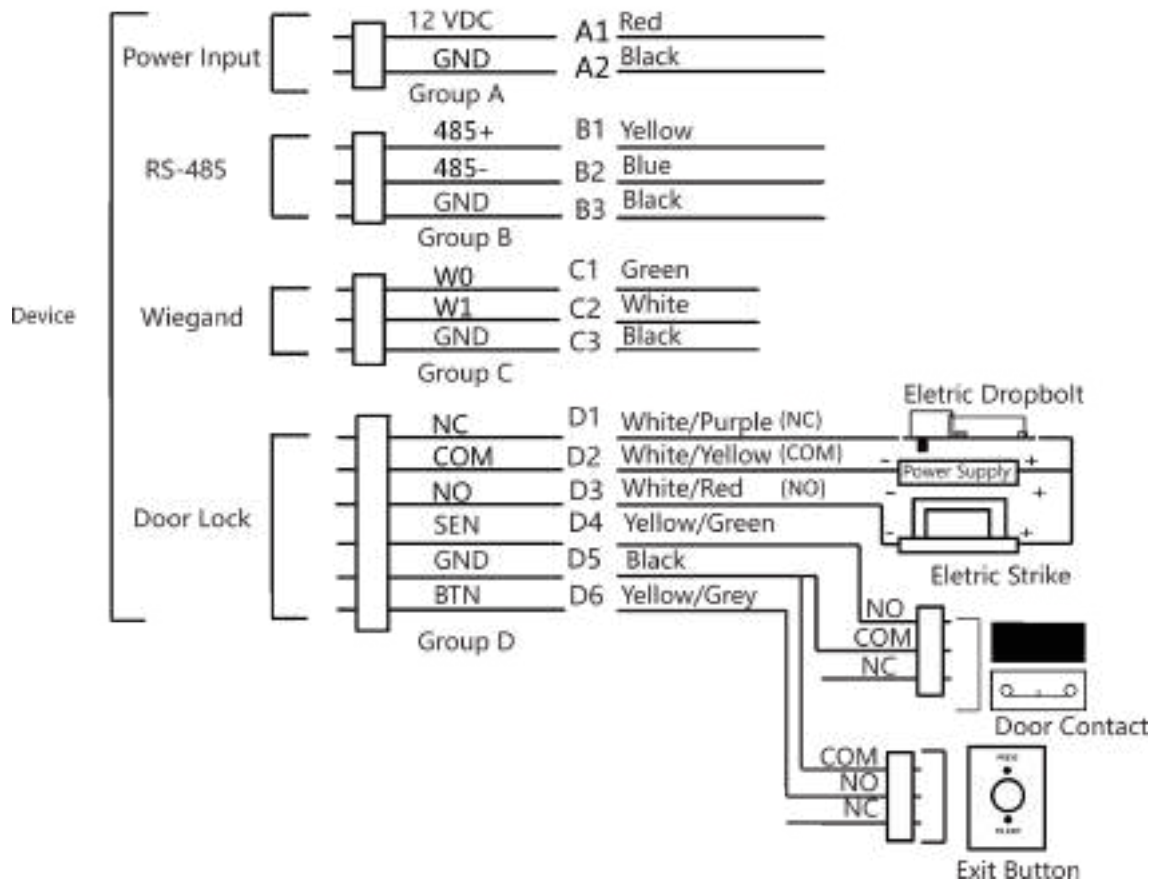 12 VDC A1 Red
Power Input
GND A2 Black
Group A
485+ B1 Yellow
RS-485
485- B2 Blue
GND B3 Black
Group B
W0 C1 Green
Device
Wiegand
W1 C2 White
GND C3 Black
Group C
Eletric Dropbolt
NC D1 White/Purple (NC)
COM D2 White/Yellow (COM) - Power Supply +
NO D3 White/Red (NO) - +
Door Lock
SEN D4 Yellow/Green - +
GND D5 Black
Eletric Strike
BTN D6 Yellow/Grey
Group D
NO
COM
NC
Door Contact
COM
NO
NC
Exit Button